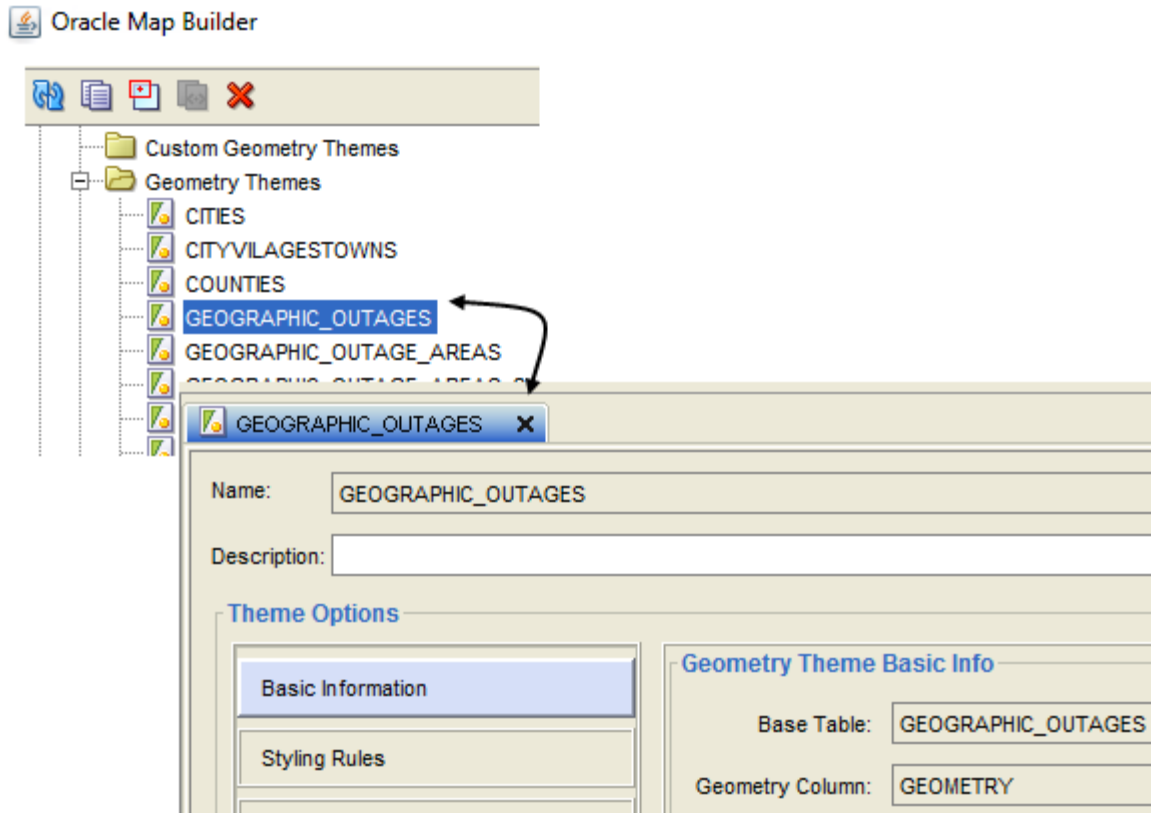 Oracle Map Builder
Custom Geometry Themes
Geometry Themes
CITIES
CITYVILAGESTOWNS
COUNTIES
GEOGRAPHIC_OUTAGES
GEOGRAPHIC_OUTAGE_AREAS
GEOGRAPHIC_OUTAGES
Name: GEOGRAPHIC_OUTAGES
Description:
Theme Options
Basic Information
Styling Rules
Geometry Theme Basic Info
Base Table: GEOGRAPHIC_OUTAGES
Geometry Column: GEOMETRY